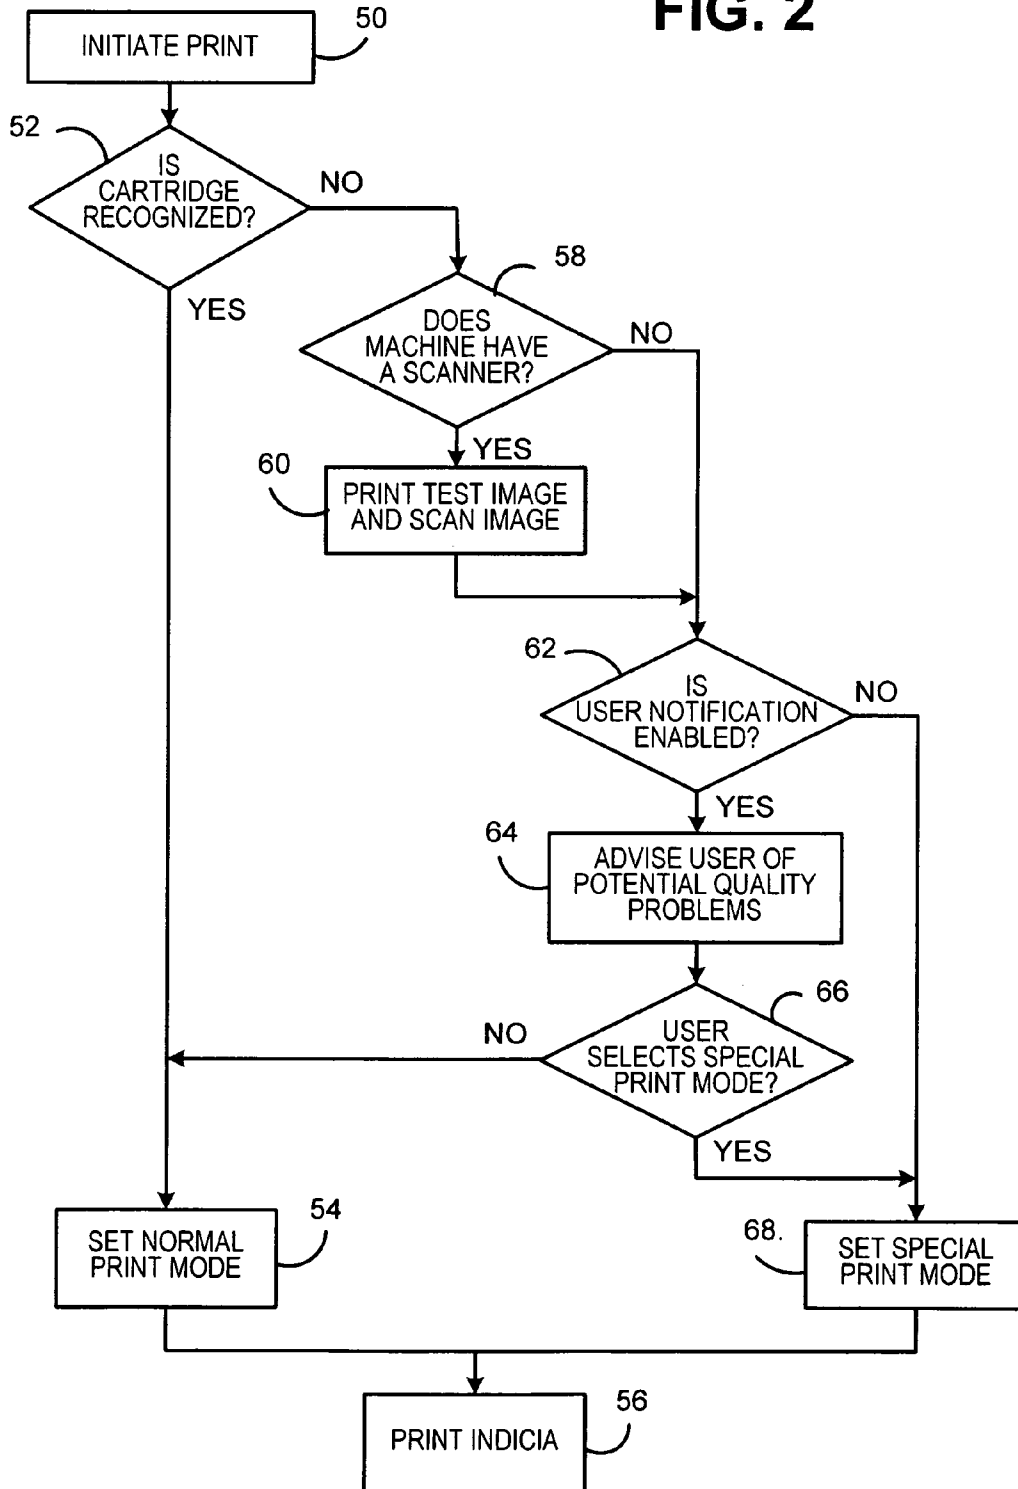 FIG. 2
50
INITIATE PRINT
52
IS
CARTRIDGE
RECOGNIZED?
NO
YES
58
DOES
MACHINE HAVE
A SCANNER?
NO
YES
60
PRINT TEST IMAGE
AND SCAN IMAGE
62
IS
USER NOTIFICATION
ENABLED?
NO
YES
64
ADVISE USER OF
POTENTIAL QUALITY
PROBLEMS
66
USER
SELECTS SPECIAL
PRINT MODE?
NO
YES
54
SET NORMAL
PRINT MODE
68.
SET SPECIAL
PRINT MODE
56
PRINT INDICIA